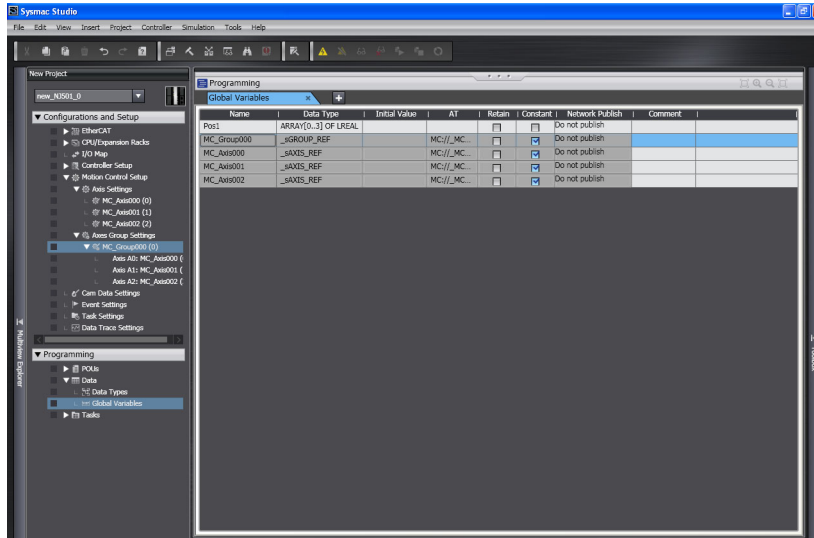 Sysmac Studio
File Edit View Insert Project Controller Simulation Tools Help
New Project
new_NJ501_0
Configurations and Setup
EtherCAT
CPU/Expansion Racks
I/O Map
Controller Setup
Motion Control Setup
Axis Settings
MC_Axis000 (0)
MC_Axis001 (1)
MC_Axis002 (2)
Axes Group Settings
MC_Group000 (0)
Axis A0: MC_Axis000 (
Axis A1: MC_Axis001 (
Axis A2: MC_Axis002 (
Cam Data Settings
Event Settings
Task Settings
Data Trace Settings
Programming
POUs
Data
Data Types
Global Variables
Tasks
Multiview Explorer
Programming
Global Variables
Name Data Type Initial Value AT Retain Constant Network Publish Comment
Pos1 ARRAY[0..3] OF LREAL Do not publish
MC_Group000 _sGROUP_REF MC://_MC... Do not publish
MC_Axis000 _sAXIS_REF MC://_MC... Do not publish
MC_Axis001 _sAXIS_REF MC://_MC... Do not publish
MC_Axis002 _sAXIS_REF MC://_MC... Do not publish